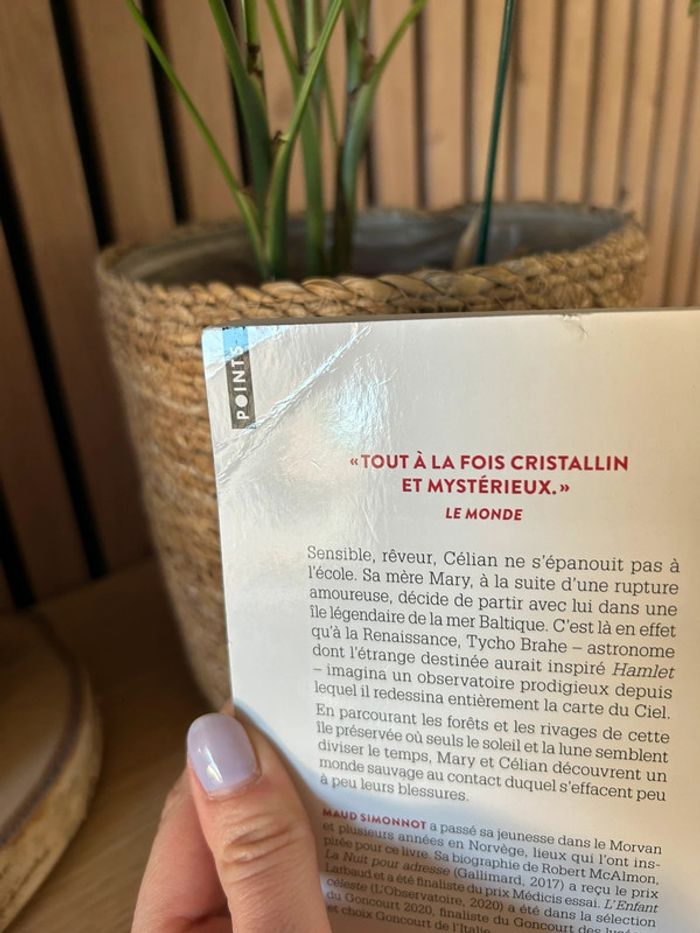 POINTS
« TOUT À LA FOIS CRISTALLIN
ET MYSTÉRIEUX. »
LE MONDE
Sensible, rêveur, Célian ne s'épanouit pas à
l'école. Sa mère Mary, à la suite d'une rupture
amoureuse, décide de partir avec lui dans une
île légendaire de la mer Baltique. C'est là en effet
qu'à la Renaissance, Tycho Brahe – astronome
dont l'étrange destinée aurait inspiré Hamlet
– imagina un observatoire prodigieux depuis
lequel il redessina entièrement la carte du Ciel.
En parcourant les forêts et les rivages de cette
île préservée où seuls le soleil et la lune semblent
diviser le temps, Mary et Célian découvrent un
monde sauvage au contact duquel s'effacent peu
à peu leurs blessures.
MAUD SIMONNOT a passé sa jeunesse dans le Morvan
et plusieurs années en Norvège, lieux qui l'ont ins-
pirée pour ce livre. Sa biographie de Robert McAlmon,
La Nuit pour adresse (Gallimard, 2017) a reçu le prix
Larbaud et a été finaliste du prix Médicis essai. L'Enfant
céleste (L'Observatoire, 2020) a été dans la sélection
du Goncourt 2020, finaliste du Goncourt des
et choix Goncourt de l'Italie.